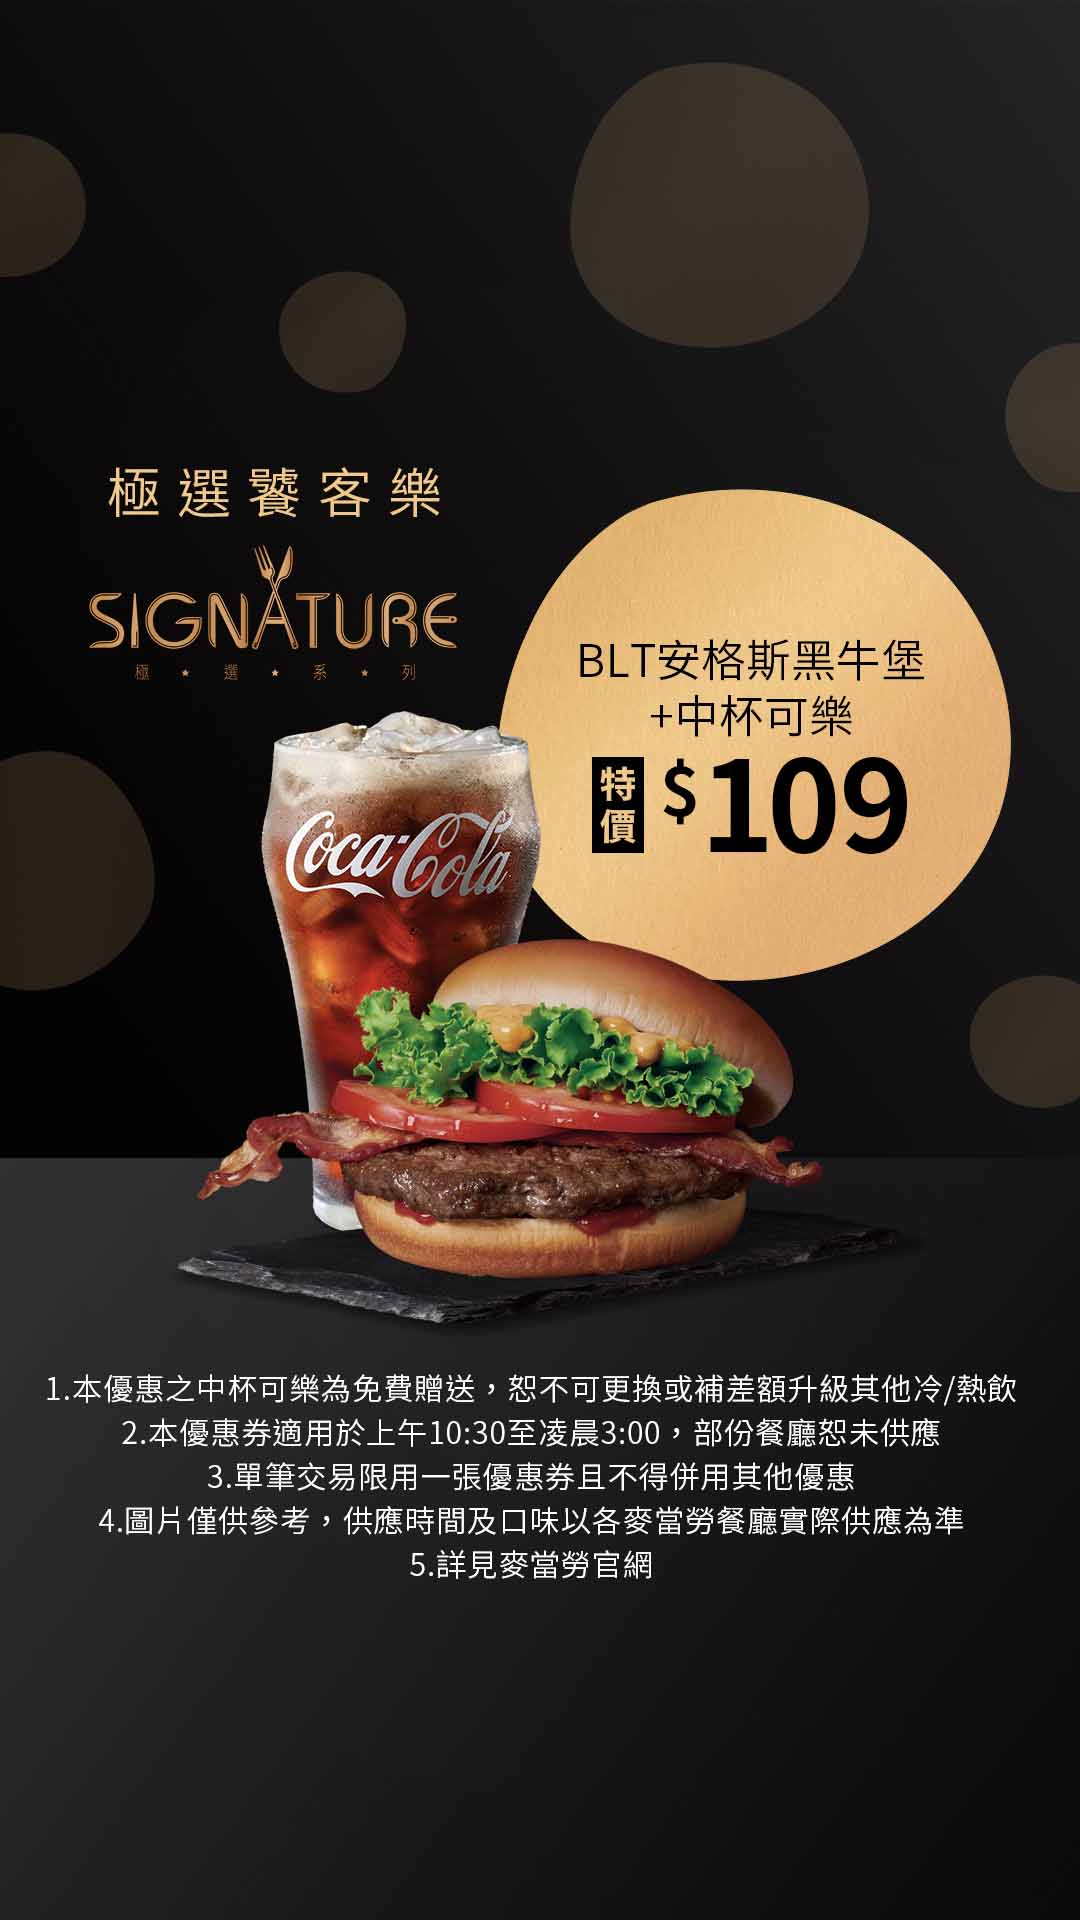 極選饕客樂
SIGNATURE
極★選★系★列
BLT安格斯黑牛堡
+中杯可樂
特價 $109
Coca-Cola
1.本優惠之中杯可樂為免費贈送，恕不可更換或補差額升級其他冷/熱飲
2.本優惠券適用於上午10:30至凌晨3:00，部份餐廳恕未供應
3.單筆交易限用一張優惠券且不得併用其他優惠
4.圖片僅供參考，供應時間及口味以各麥當勞餐廳實際供應為準
5.詳見麥當勞官網